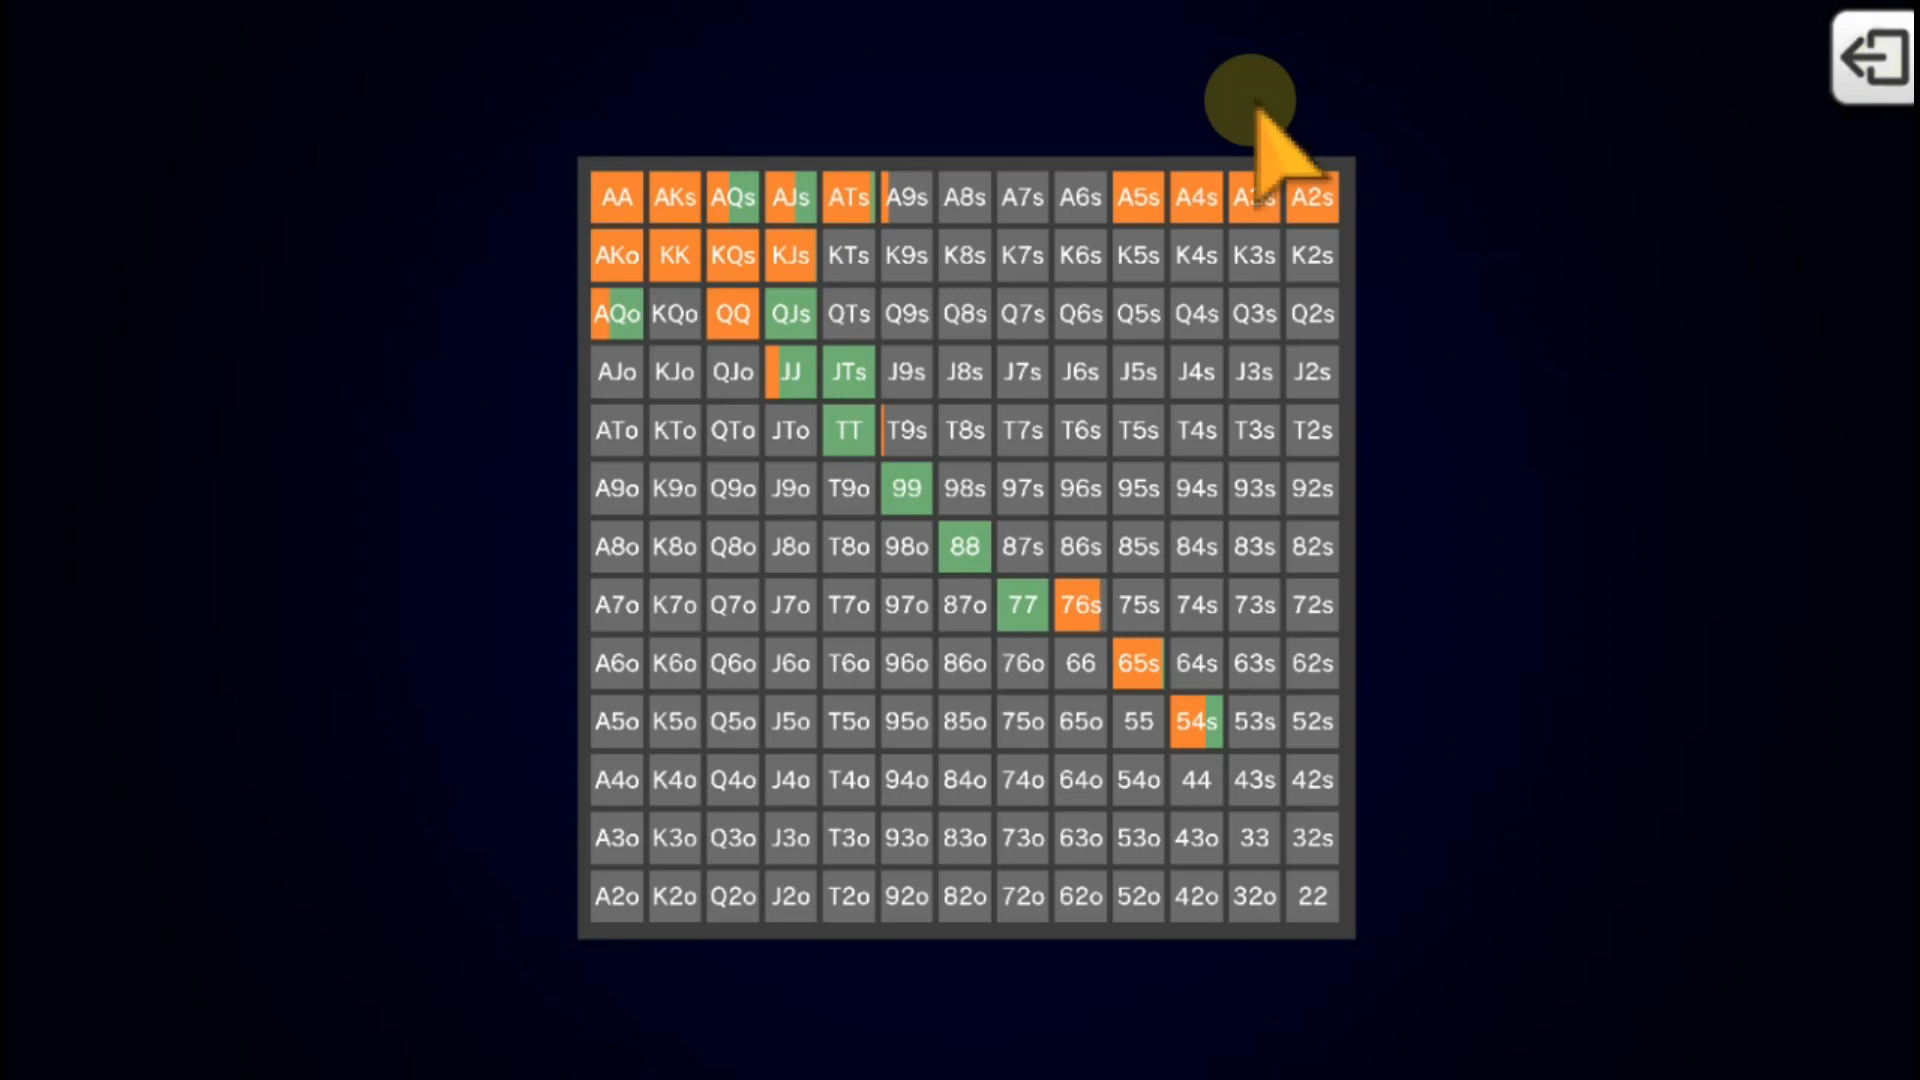 AA AKs AQs AJs ATs A9s A8s A7s A6s A5s A4s A3s A2s
AKo KK KQs KJs KTs K9s K8s K7s K6s K5s K4s K3s K2s
AQo KQo QQ QJs QTs Q9s Q8s Q7s Q6s Q5s Q4s Q3s Q2s
AJo KJo QJo JJ JTs J9s J8s J7s J6s J5s J4s J3s J2s
ATo KTo QTo JTo TT T9s T8s T7s T6s T5s T4s T3s T2s
A9o K9o Q9o J9o T9o 99 98s 97s 96s 95s 94s 93s 92s
A8o K8o Q8o J8o T8o 98o 88 87s 86s 85s 84s 83s 82s
A7o K7o Q7o J7o T7o 97o 87o 77 76s 75s 74s 73s 72s
A6o K6o Q6o J6o T6o 96o 86o 76o 66 65s 64s 63s 62s
A5o K5o Q5o J5o T5o 95o 85o 75o 65o 55 54s 53s 52s
A4o K4o Q4o J4o T4o 94o 84o 74o 64o 54o 44 43s 42s
A3o K3o Q3o J3o T3o 93o 83o 73o 63o 53o 43o 33 32s
A2o K2o Q2o J2o T2o 92o 82o 72o 62o 52o 42o 32o 22